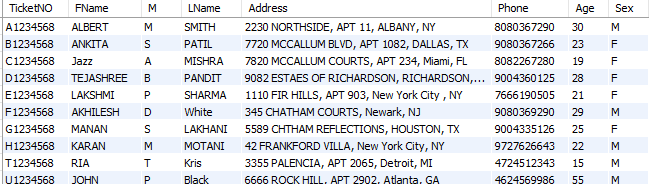 TicketNO FName M LName Address Phone Age Sex
A1234568 ALBERT M SMITH 2230 NORTHSIDE, APT 11, ALBANY, NY 8080367290 30 M
B1234568 ANKITA S PATIL 7720 MCCALLUM BLVD, APT 1082, DALLAS, TX 9080367266 23 F
C1234568 Jazz A MISHRA 7820 MCCALLUM COURTS, APT 234, Miami, FL 8082267280 19 F
D1234568 TEJASHREE B PANDIT 9082 ESTAES OF RICHARDSON, RICHARDSON,... 9004360125 28 F
E1234568 LAKSHMI P SHARMA 1110 FIR HILLS, APT 903, New York City , NY 7666190505 21 F
F1234568 AKHILESH D White 345 CHATHAM COURTS, Newark, NJ 9080369290 29 M
G1234568 MANAN S LAKHANI 5589 CHTHAM REFLECTIONS, HOUSTON, TX 9004335126 25 F
H1234568 KARAN M MOTANI 42 FRANKFORD VILLA, New York City, NY 9727626643 22 M
T1234568 RIA T Kris 3355 PALENCIA, APT 2065, Detroit, MI 4724512343 15 M
U1234568 JOHN P Black 6666 ROCK HILL, APT 2902, Atlanta, GA 4624569986 55 M